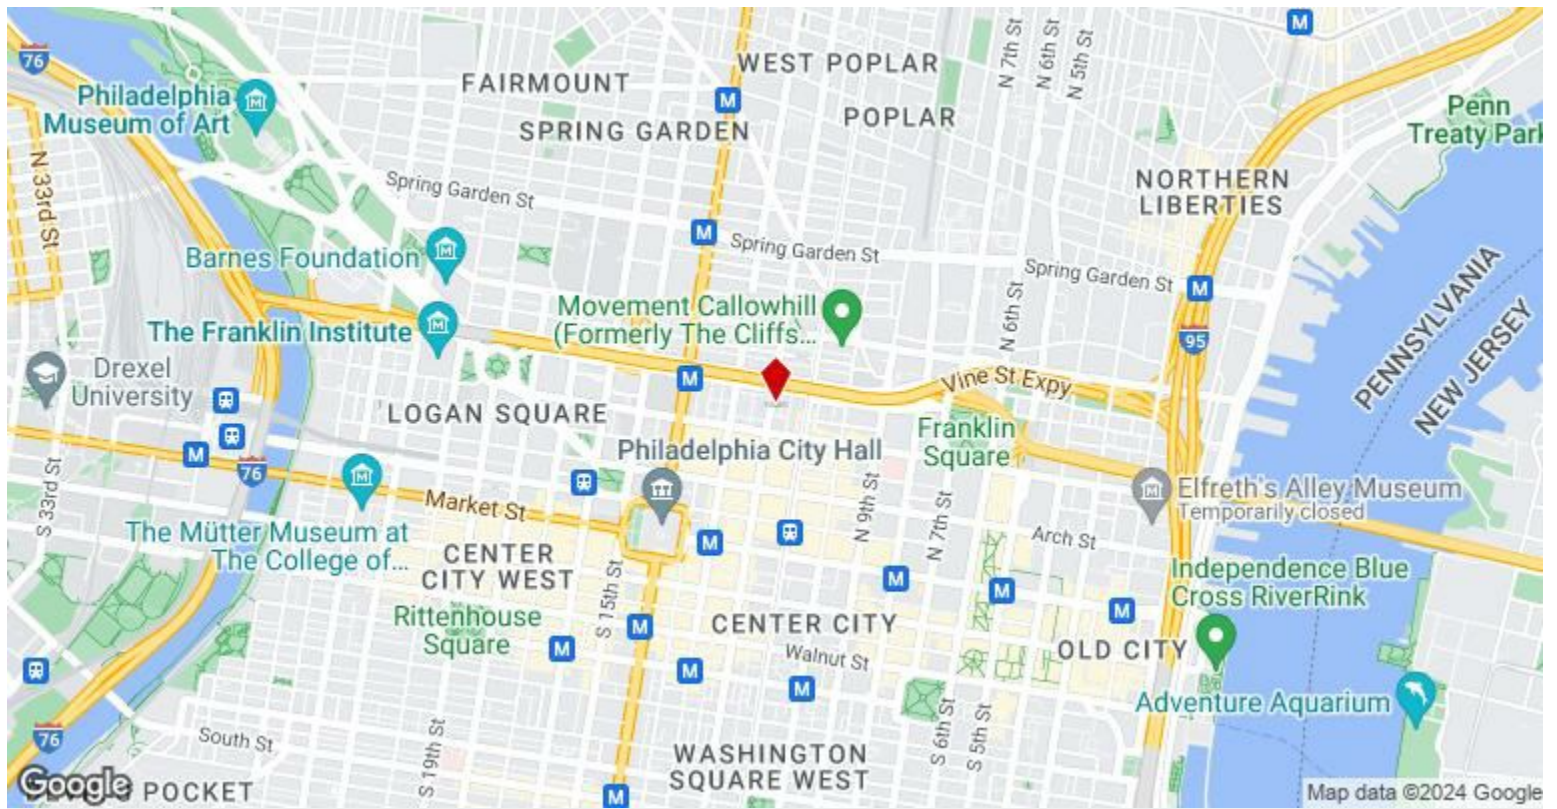 76
FAIRMOUNT
WEST POPLAR
N 7th St
N 6th St
N 5th St
M
Philadelphia
Museum of Art
M
SPRING GARDEN
POPLAR
Penn
Treaty Park
N 33rd St
Spring Garden St
NORTHERN
LIBERTIES
M
Spring Garden St
Barnes Foundation
Spring Garden St
M
PENNSYLVANIA
NEW JERSEY
Movement Callowhill
(Formerly The Cliffs...
The Franklin Institute
N 6th St
95
Drexel
University
M
Vine St Expy
LOGAN SQUARE
Franklin
Square
Philadelphia City Hall
M
76
N 9th St
Market St
Elfreth's Alley Museum
Temporarily closed
S 33rd St
The Mütter Museum at
The College of...
N 7th St
Arch St
M
CENTER
CITY WEST
M
Independence Blue
Cross RiverRink
S 15th St
M
M
Rittenhouse
Square
M
CENTER CITY
M
Walnut St
OLD CITY
M
M
Adventure Aquarium
S 6th St
S 5th St
76
South St
S 19th St
WASHINGTON
SQUARE WEST
POCKET
M
Google
Map data ©2024 Google